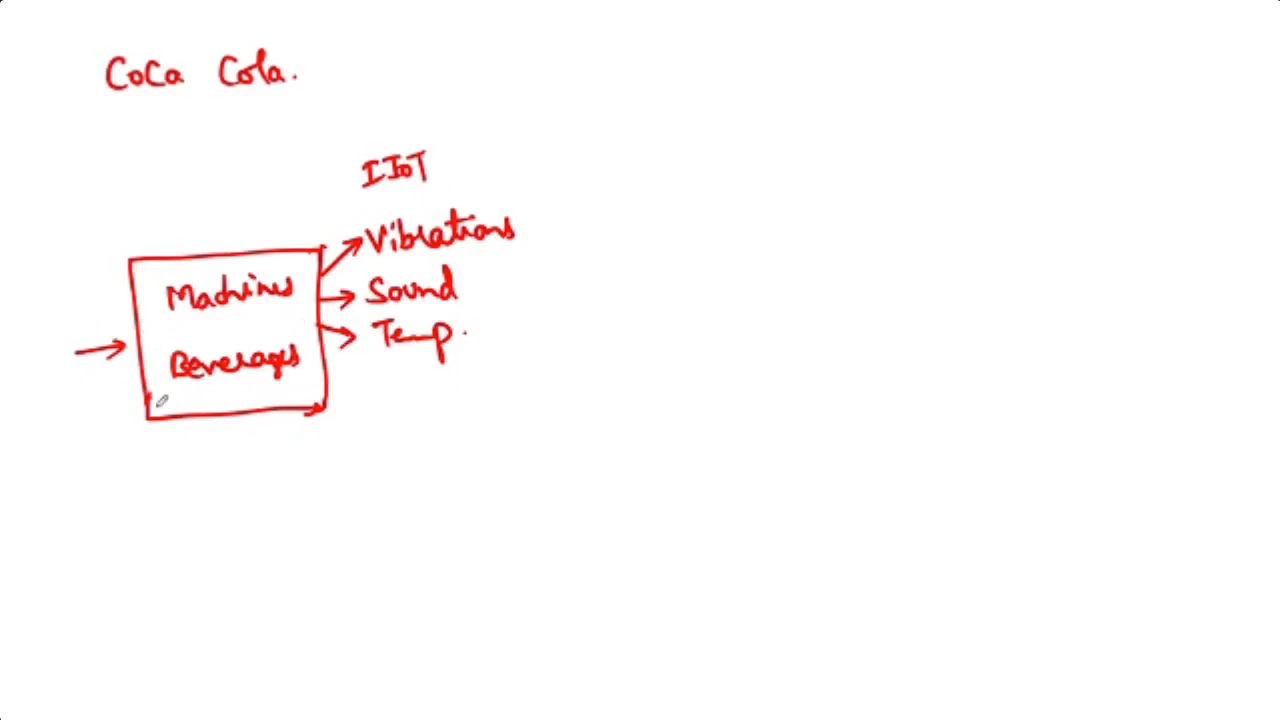 CoCa Cola.
IIoT
Vibrations
Sound
Temp.
Machines
Beverages